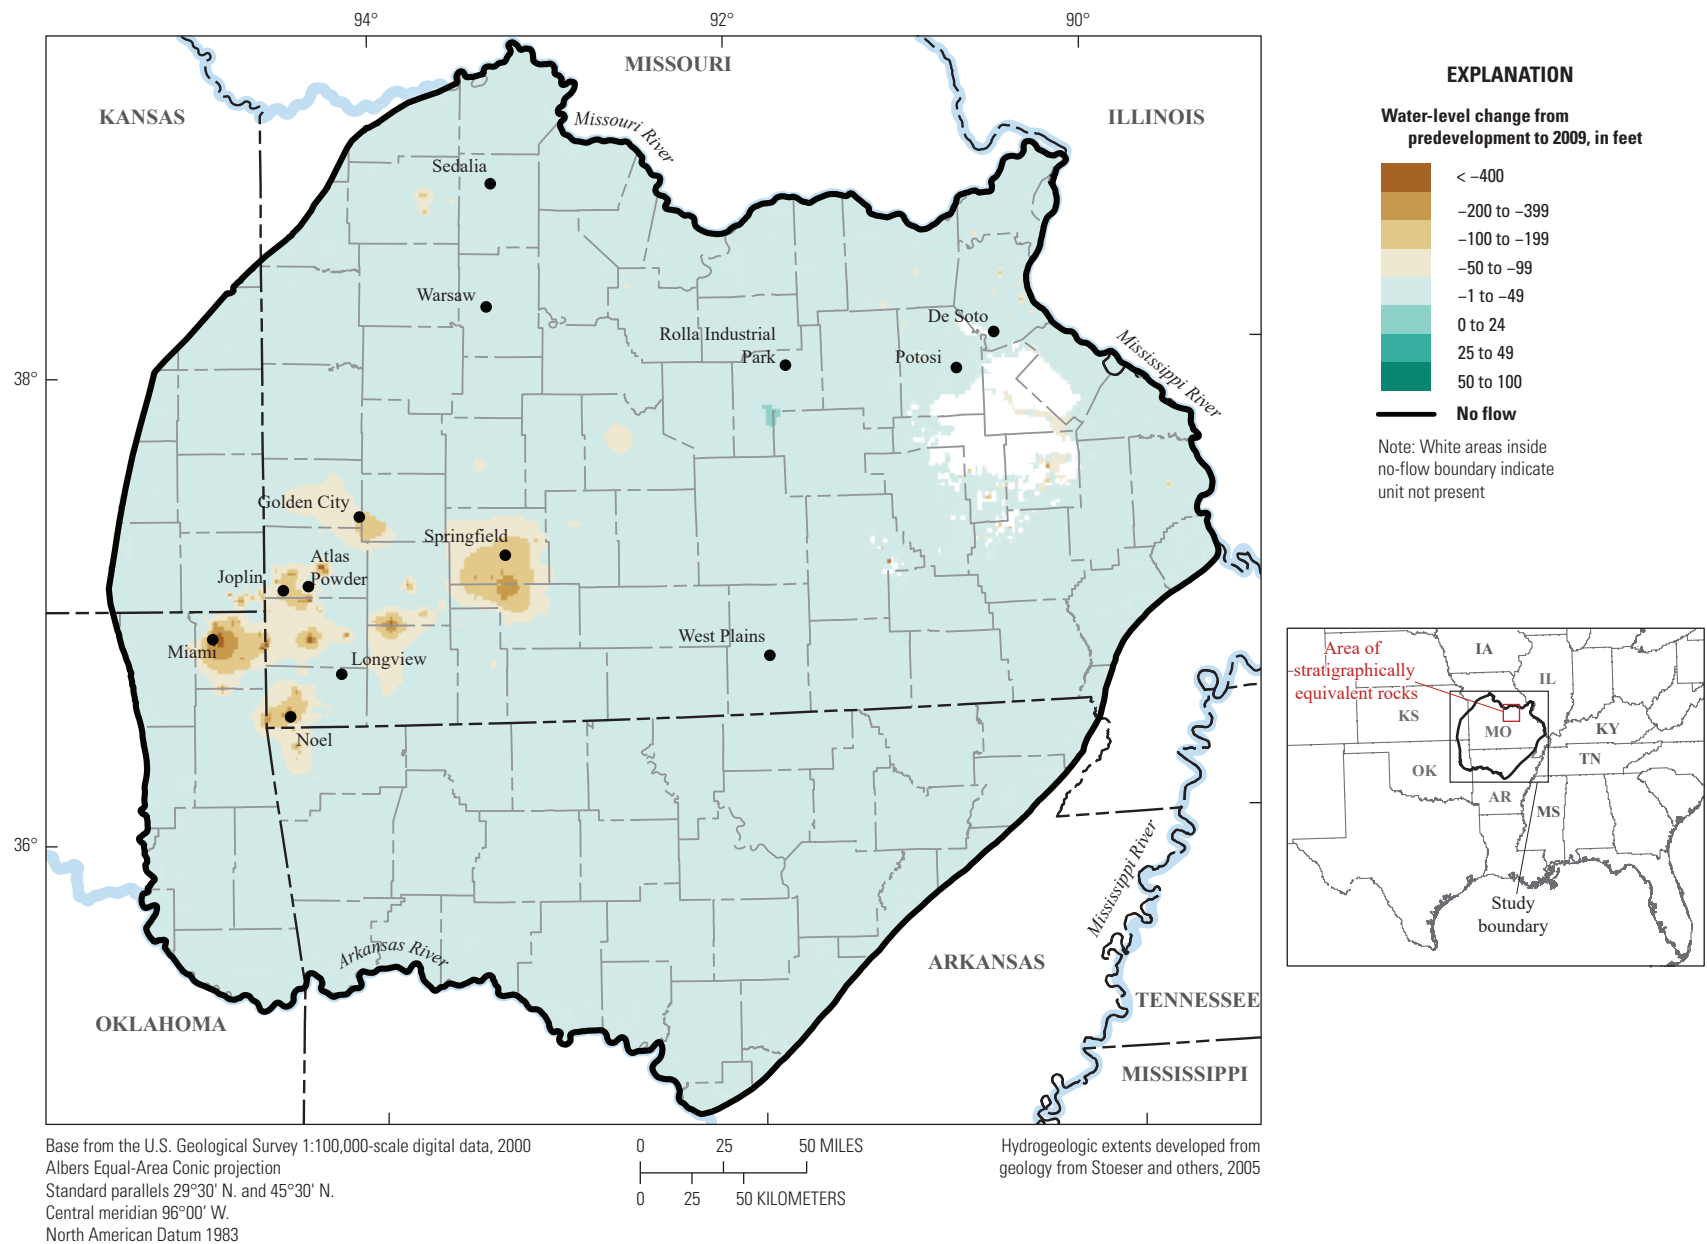 94°
92°
90°
MISSOURI
KANSAS
ILLINOIS
Missouri River
Sedalia
Warsaw
Rolla Industrial
Park
De Soto
Potosi
Mississippi River
38°
Golden City
Springfield
Atlas
Powder
Joplin
Miami
Longview
West Plains
Noel
36°
Mississippi River
Arkansas River
ARKANSAS
OKLAHOMA
TENNESSEE
MISSISSIPPI
EXPLANATION
Water-level change from
predevelopment to 2009, in feet
< −400
−200 to −399
−100 to −199
−50 to −99
−1 to −49
0 to 24
25 to 49
50 to 100
No flow
Note: White areas inside
no-flow boundary indicate
unit not present
Area of
stratigraphically
equivalent rocks
IA
IL
KS
MO
KY
TN
OK
AR
MS
Study
boundary
Base from the U.S. Geological Survey 1:100,000-scale digital data, 2000
Albers Equal-Area Conic projection
Standard parallels 29°30' N. and 45°30' N.
Central meridian 96°00' W.
North American Datum 1983
0 25 50 MILES
0 25 50 KILOMETERS
Hydrogeologic extents developed from
geology from Stoeser and others, 2005